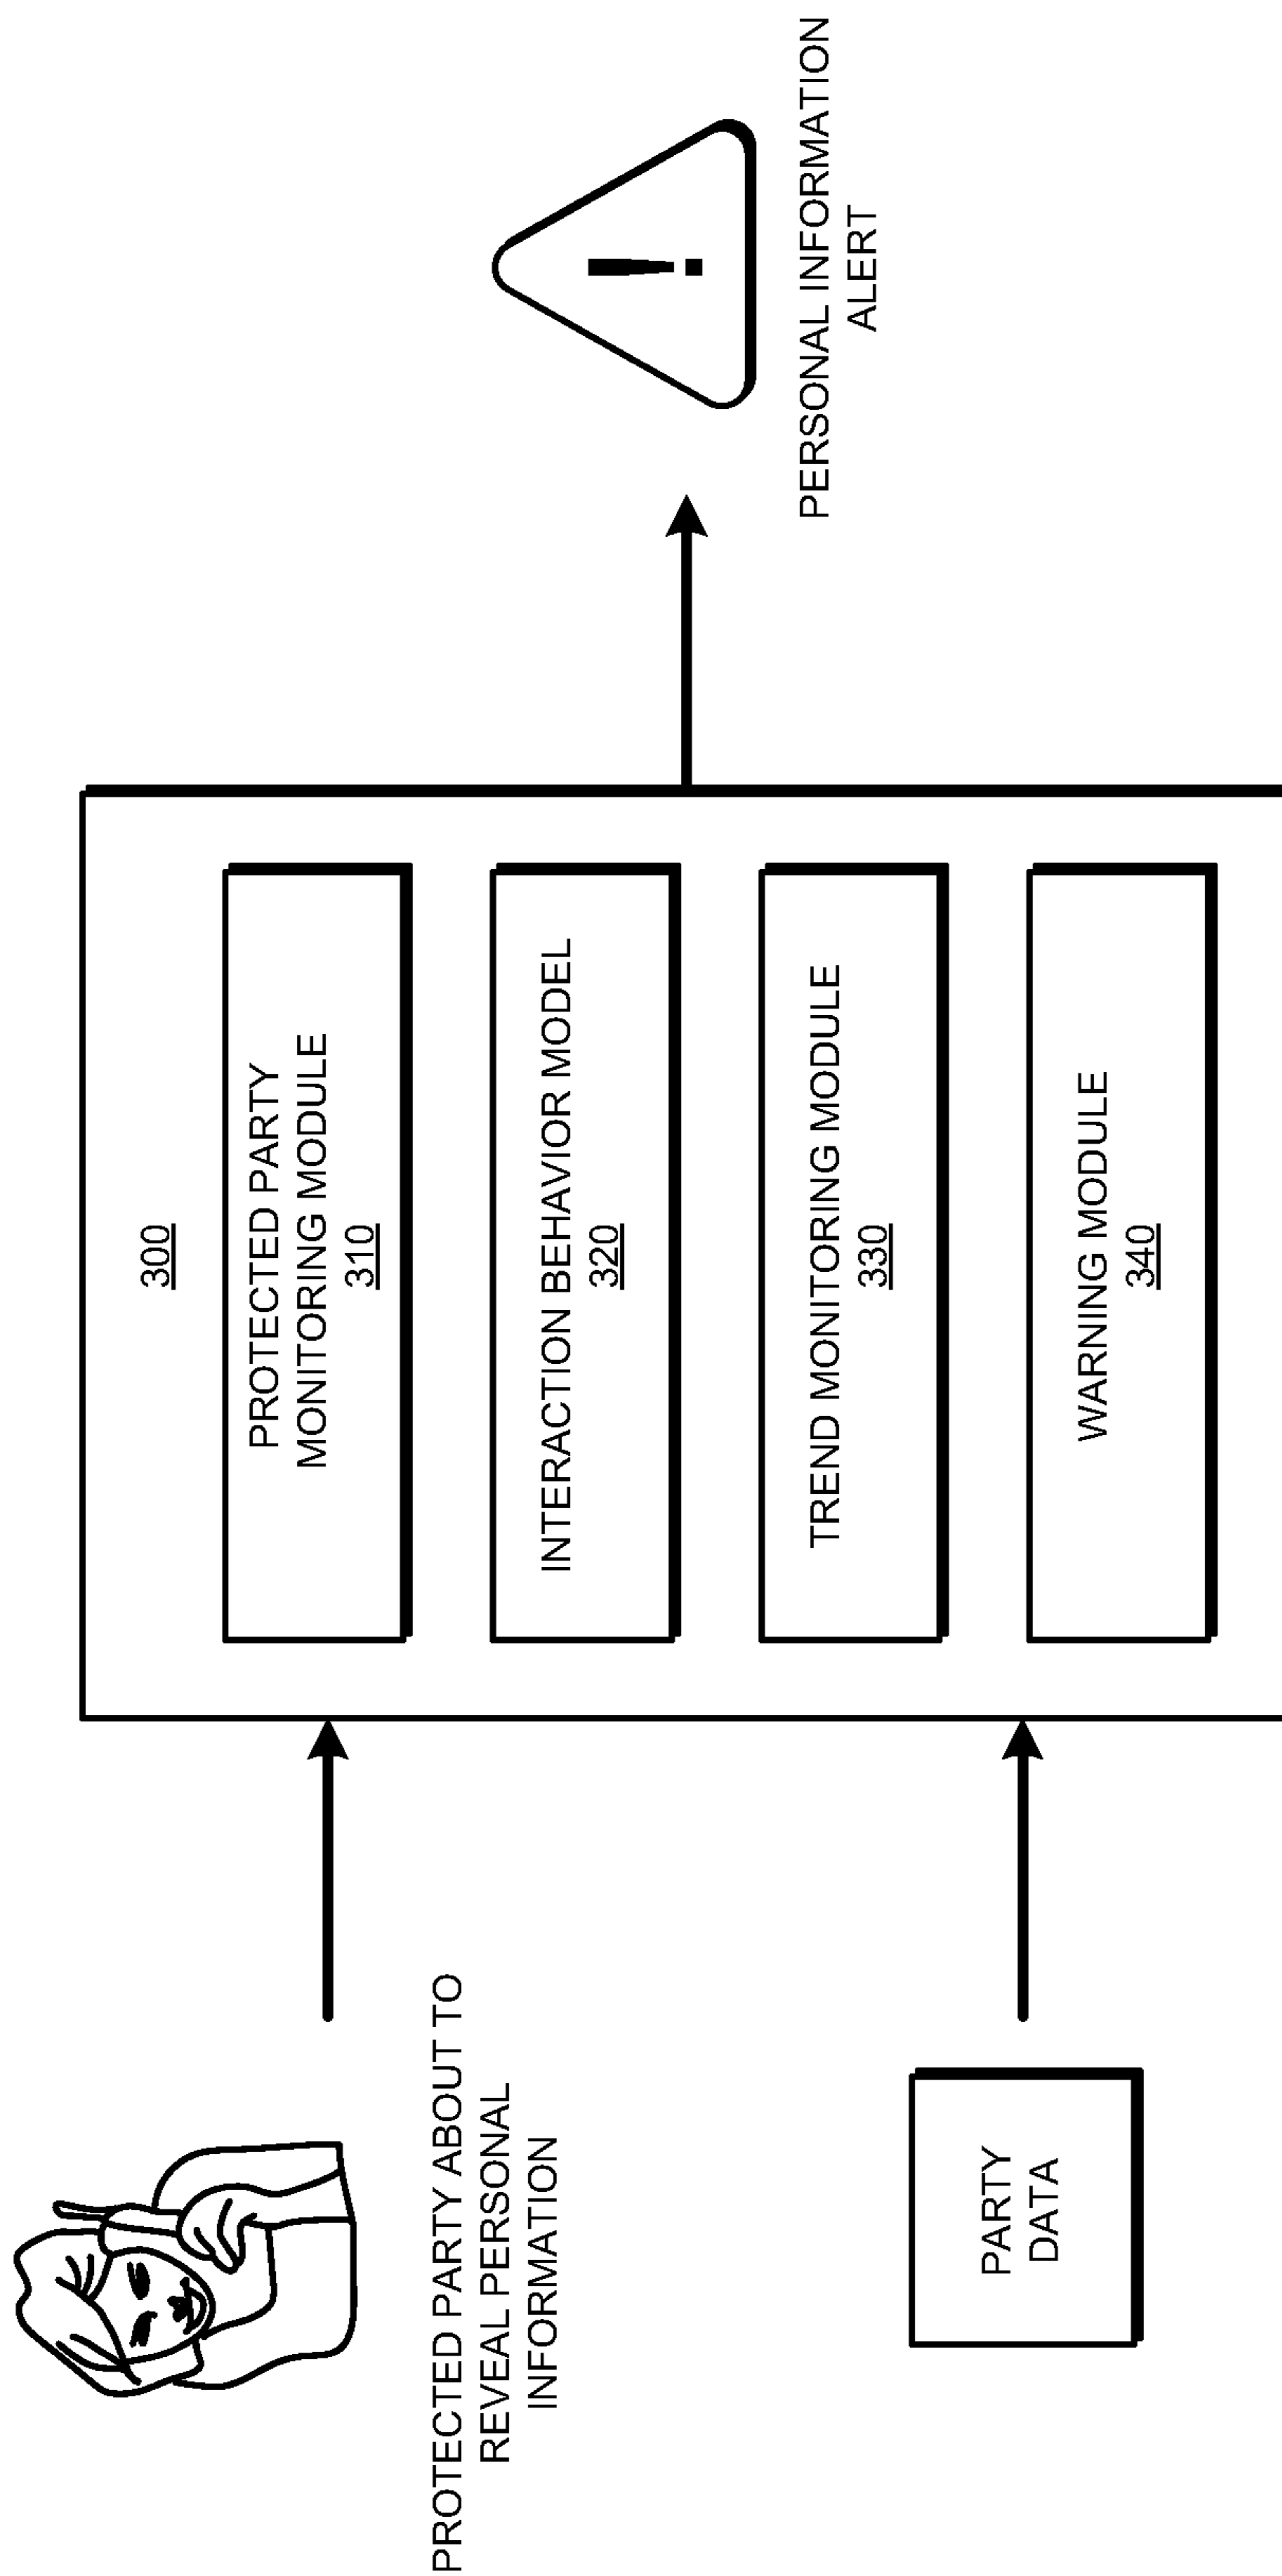 PROTECTED PARTY ABOUT TO
REVEAL PERSONAL
INFORMATION
PARTY
DATA
300
PROTECTED PARTY
MONITORING MODULE
310
INTERACTION BEHAVIOR MODEL
320
TREND MONITORING MODULE
330
WARNING MODULE
340
!
PERSONAL INFORMATION
ALERT